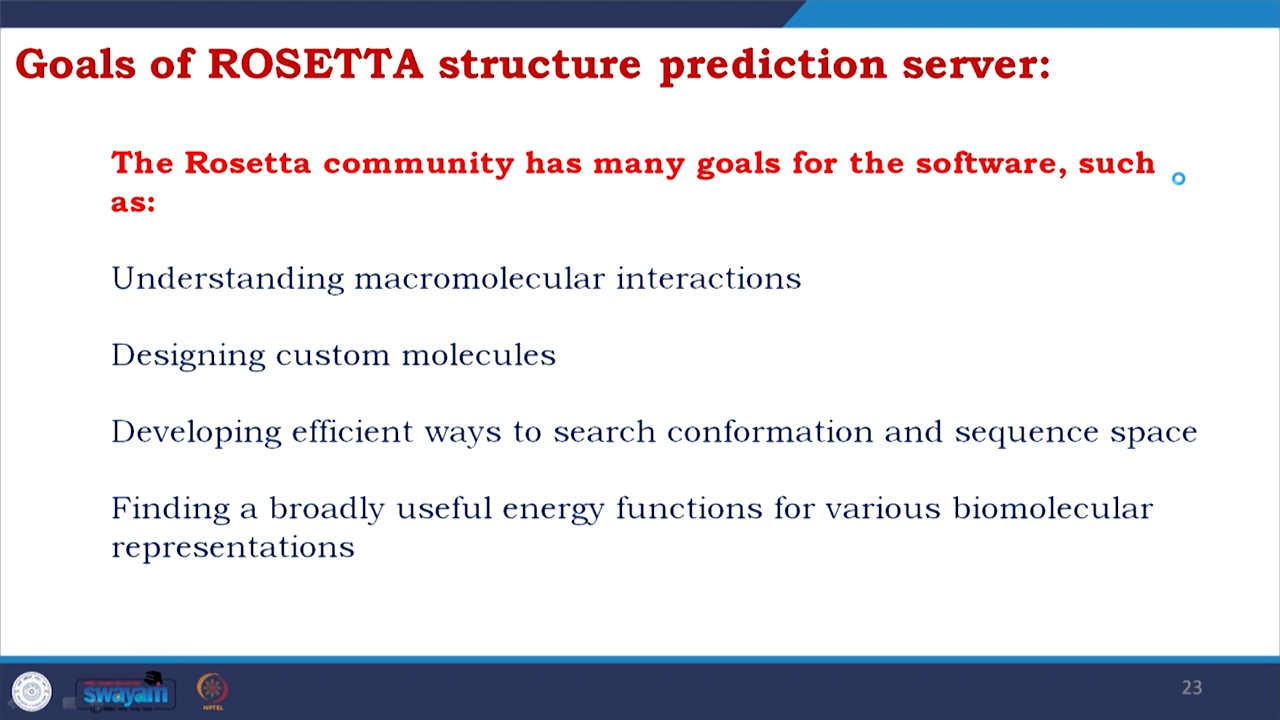 Goals of ROSETTA structure prediction server:
The Rosetta community has many goals for the software, such
as:
Understanding macromolecular interactions
Designing custom molecules
Developing efficient ways to search conformation and sequence space
Finding a broadly useful energy functions for various biomolecular
representations
swayam
NPTEL
23